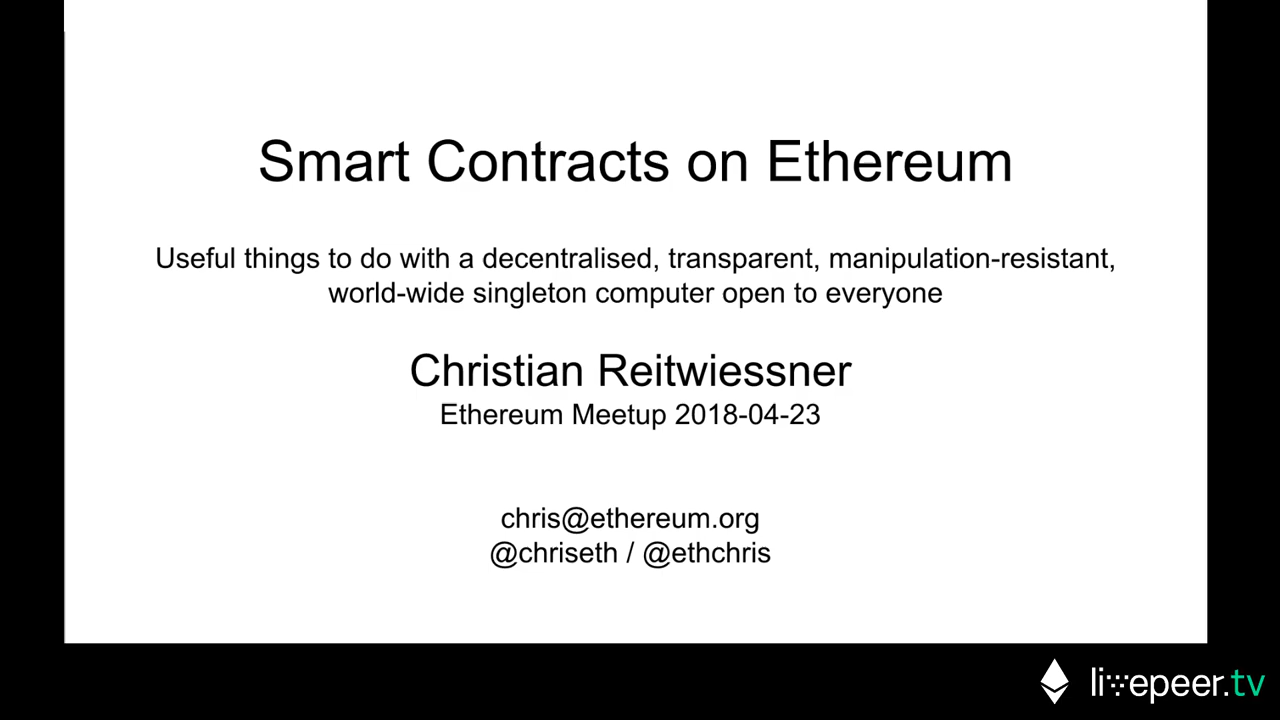 Smart Contracts on Ethereum
Useful things to do with a decentralised, transparent, manipulation-resistant,
world-wide singleton computer open to everyone
Christian Reitwiessner
Ethereum Meetup 2018-04-23
chris@ethereum.org
@chriseth / @ethchris
livepeer.tv